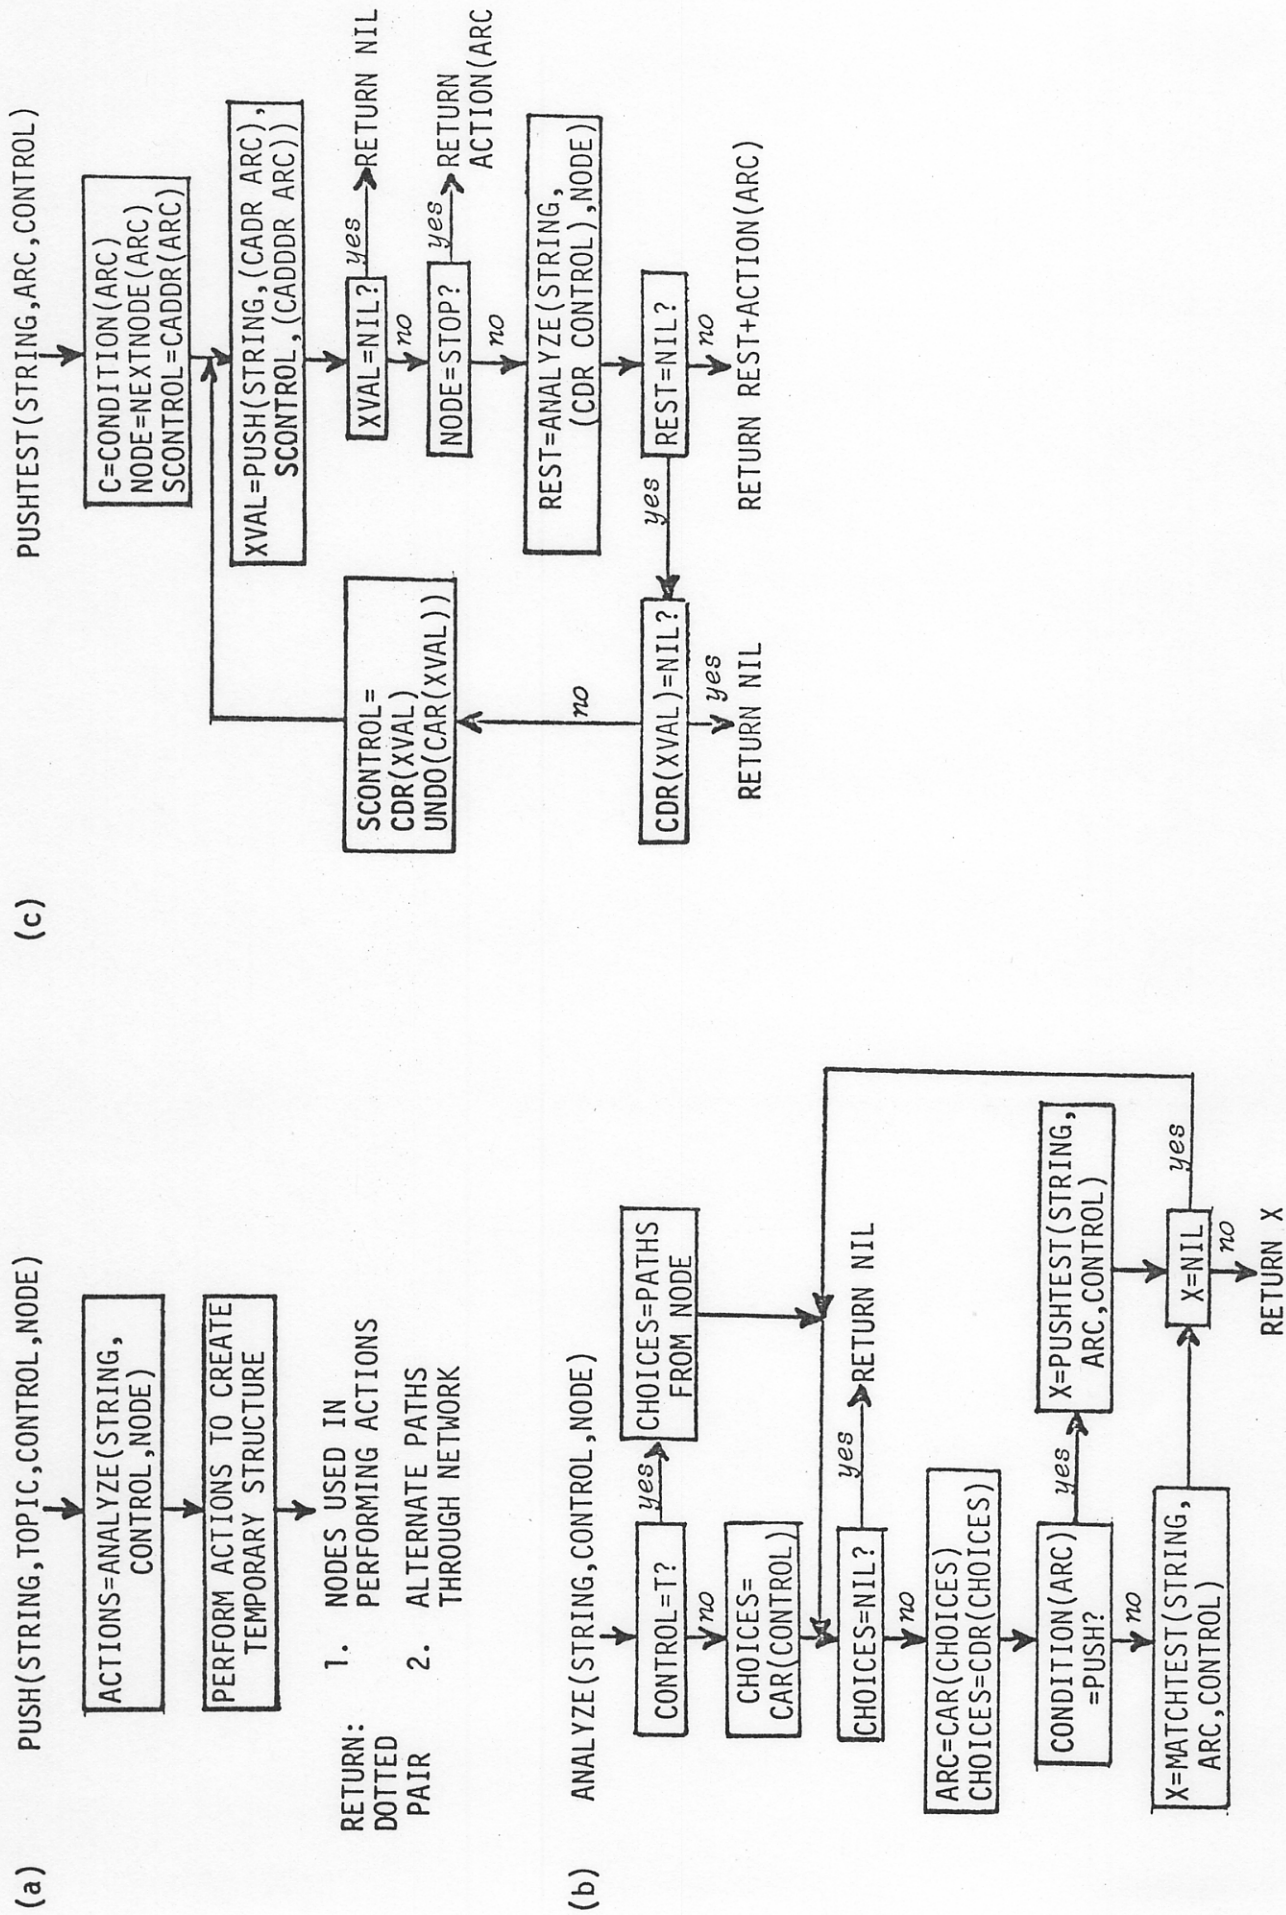 (a)
PUSH(STRING,TOPIC,CONTROL,NODE)
ACTIONS=ANALYZE(STRING,
CONTROL,NODE)
PERFORM ACTIONS TO CREATE
TEMPORARY STRUCTURE
RETURN:
DOTTED
PAIR
1. NODES USED IN
PERFORMING ACTIONS
2. ALTERNATE PATHS
THROUGH NETWORK
(b)
ANALYZE(STRING,CONTROL,NODE)
CONTROL=T?
yes
CHOICES=PATHS
FROM NODE
no
CHOICES=
CAR(CONTROL)
CHOICES=NIL?
yes
RETURN NIL
no
ARC=CAR(CHOICES)
CHOICES=CDR(CHOICES)
CONDITION(ARC)
=PUSH?
yes
X=PUSHTEST(STRING,
ARC,CONTROL)
no
X=MATCHTEST(STRING,
ARC,CONTROL)
X=NIL
yes
no
RETURN X
(c)
PUSHTEST(STRING,ARC,CONTROL)
C=CONDITION(ARC)
NODE=NEXTNODE(ARC)
SCONTROL=CADDR(ARC)
XVAL=PUSH(STRING,(CADR ARC),
SCONTROL,(CADDDR ARC))
XVAL=NIL?
yes
RETURN NIL
no
NODE=STOP?
yes
RETURN
ACTION(ARC
no
REST=ANALYZE(STRING,
(CDR CONTROL),NODE)
REST=NIL?
yes
no
RETURN REST+ACTION(ARC)
CDR(XVAL)=NIL?
yes
RETURN NIL
no
SCONTROL=
CDR(XVAL)
UNDO(CAR(XVAL))